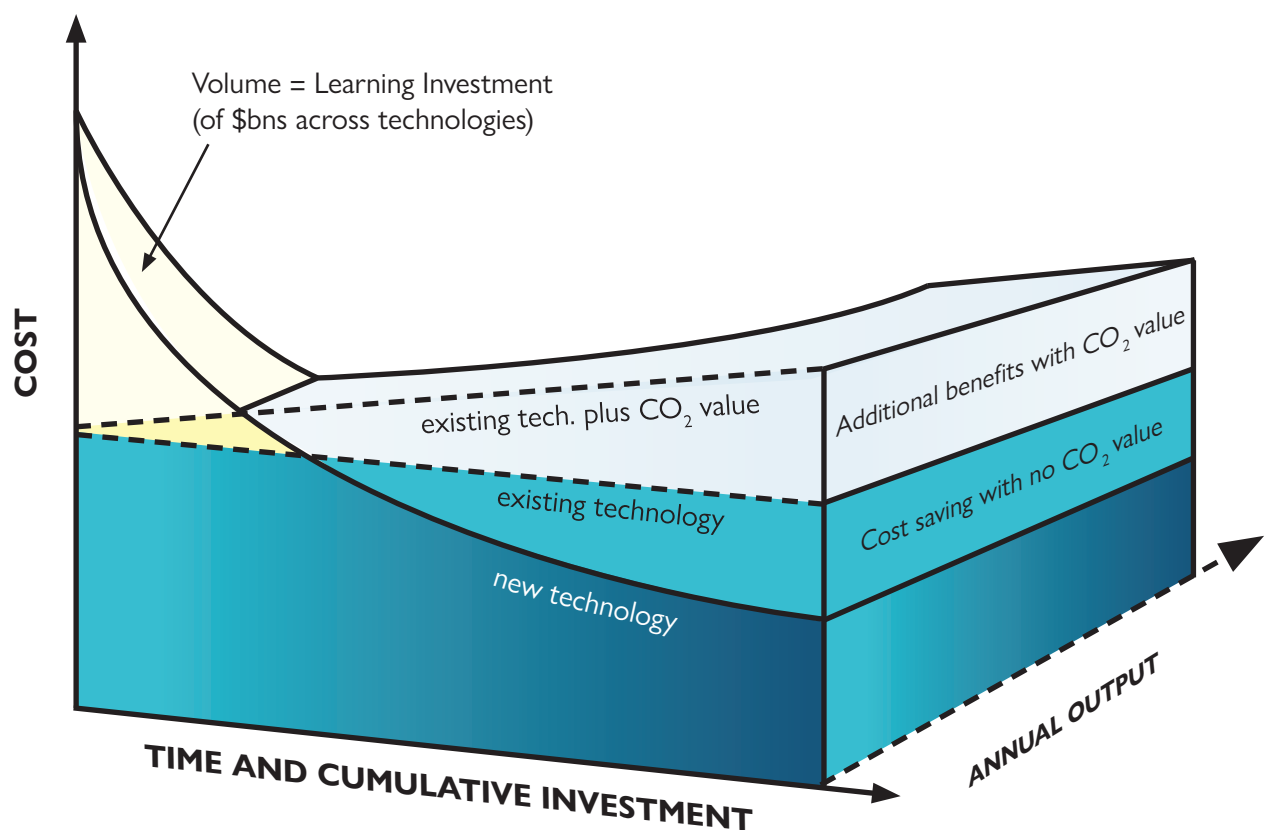 Volume = Learning Investment
(of $bns across technologies)
COST
existing tech. plus CO₂ value
existing technology
new technology
Additional benefits with CO₂ value
Cost saving with no CO₂ value
TIME AND CUMULATIVE INVESTMENT
ANNUAL OUTPUT